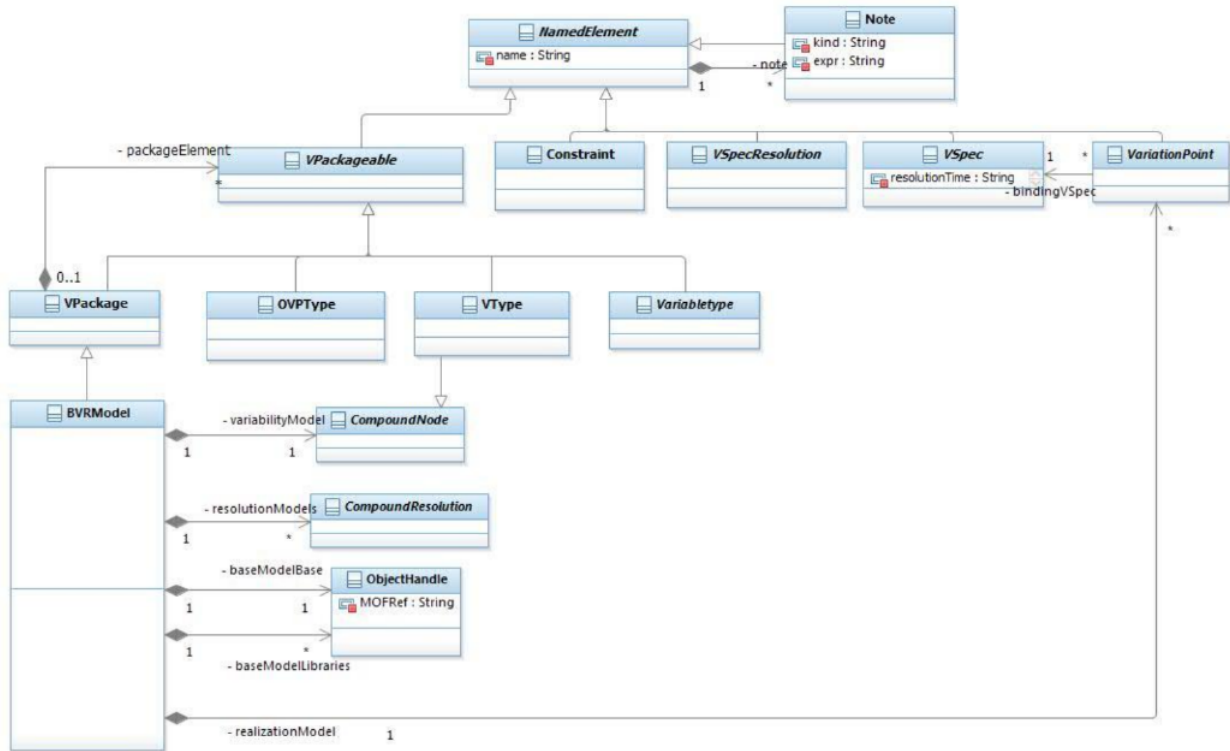 NamedElement
name : String
Note
kind : String
expr : String
- note
1
*
- packageElement
*
VPackageable
Constraint
VSpecResolution
VSpec
resolutionTime : String
1
*
- bindingVSpec
VariationPoint
*
0..1
VPackage
OVPType
VType
Variabletype
BVRModel
- variabilityModel
1
1
CompoundNode
- resolutionModels
1
*
CompoundResolution
- baseModelBase
1
1
ObjectHandle
MOFRef : String
1
*
- baseModelLibraries
- realizationModel
1